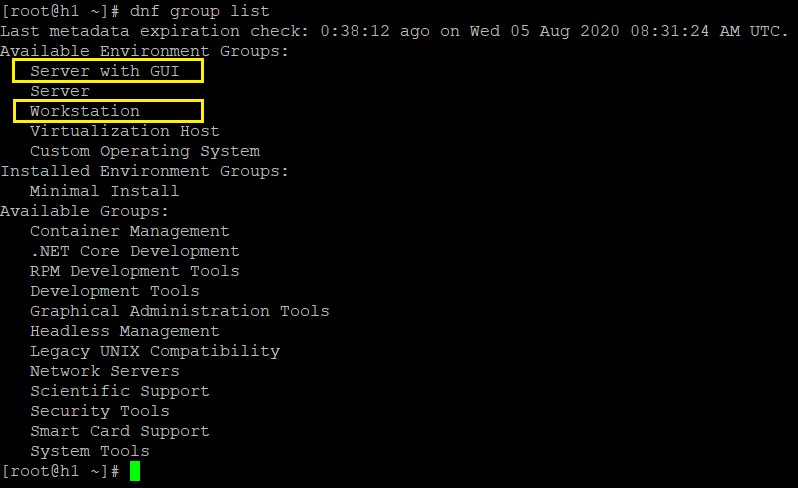 [root@h1 ~]# dnf group list
Last metadata expiration check: 0:38:12 ago on Wed 05 Aug 2020 08:31:24 AM UTC.
Available Environment Groups:
   Server with GUI
   Server
   Workstation
   Virtualization Host
   Custom Operating System
Installed Environment Groups:
   Minimal Install
Available Groups:
   Container Management
   .NET Core Development
   RPM Development Tools
   Development Tools
   Graphical Administration Tools
   Headless Management
   Legacy UNIX Compatibility
   Network Servers
   Scientific Support
   Security Tools
   Smart Card Support
   System Tools
[root@h1 ~]#